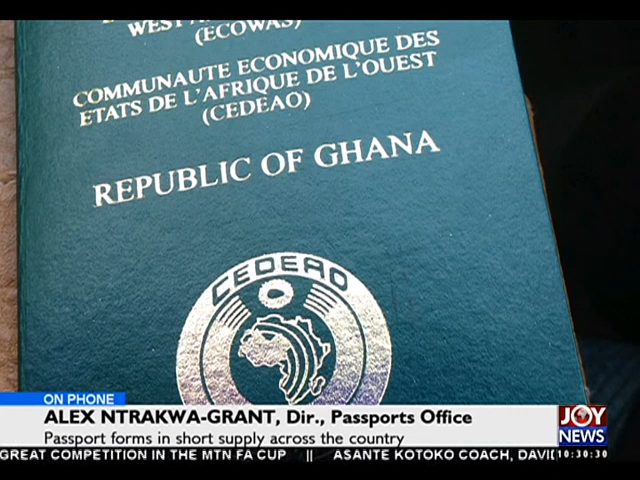 WEST
(ECOWAS)
COMMUNAUTE ECONOMIQUE DES
ETATS DE L'AFRIQUE DE L'OUEST
(CEDEAO)
REPUBLIC OF GHANA
CEDEAO
ON PHONE
ALEX NTRAKWA-GRANT, Dir., Passports Office
Passport forms in short supply across the country
JOY
NEWS
GREAT COMPETITION IN THE MTN FA CUP || ASANTE KOTOKO COACH, DAVID
10:30:30